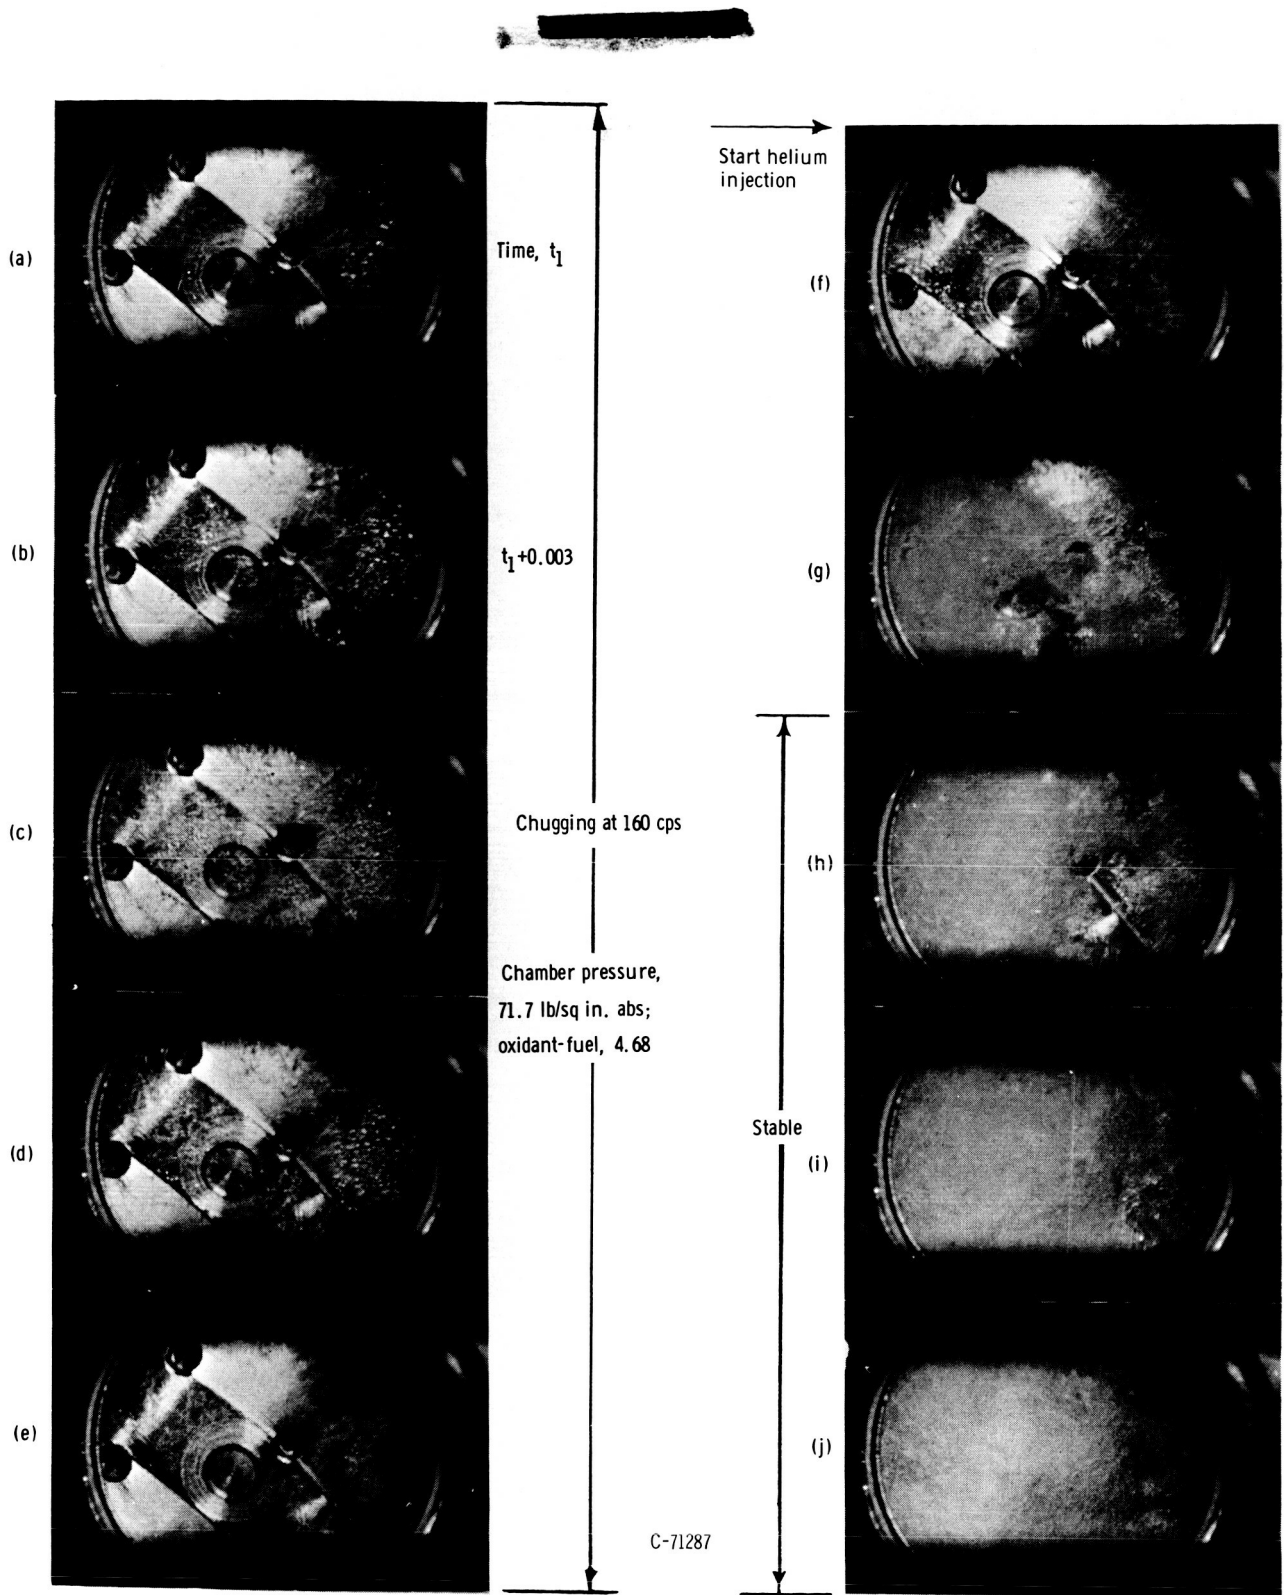 (a)
Time, t1
(b)
t1+0.003
(c)
Chugging at 160 cps
Chamber pressure,
71.7 lb/sq in. abs;
oxidant-fuel, 4.68
(d)
(e)
C-71287
Start helium
injection
(f)
(g)
(h)
Stable
(i)
(j)